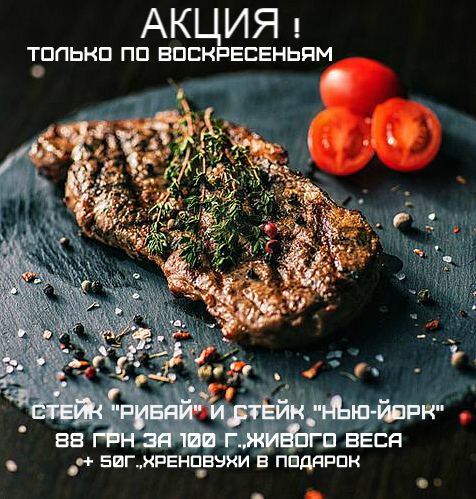 АКЦИЯ !
ТОЛЬКО ПО ВОСКРЕСЕНЬЯМ
СТЕЙК "РИБАЙ" И СТЕЙК "НЬЮ-ЙОРК"
88 ГРН ЗА 100 Г.,ЖИВОГО ВЕСА
+ 50Г.,ХРЕНОВУХИ В ПОДАРОК